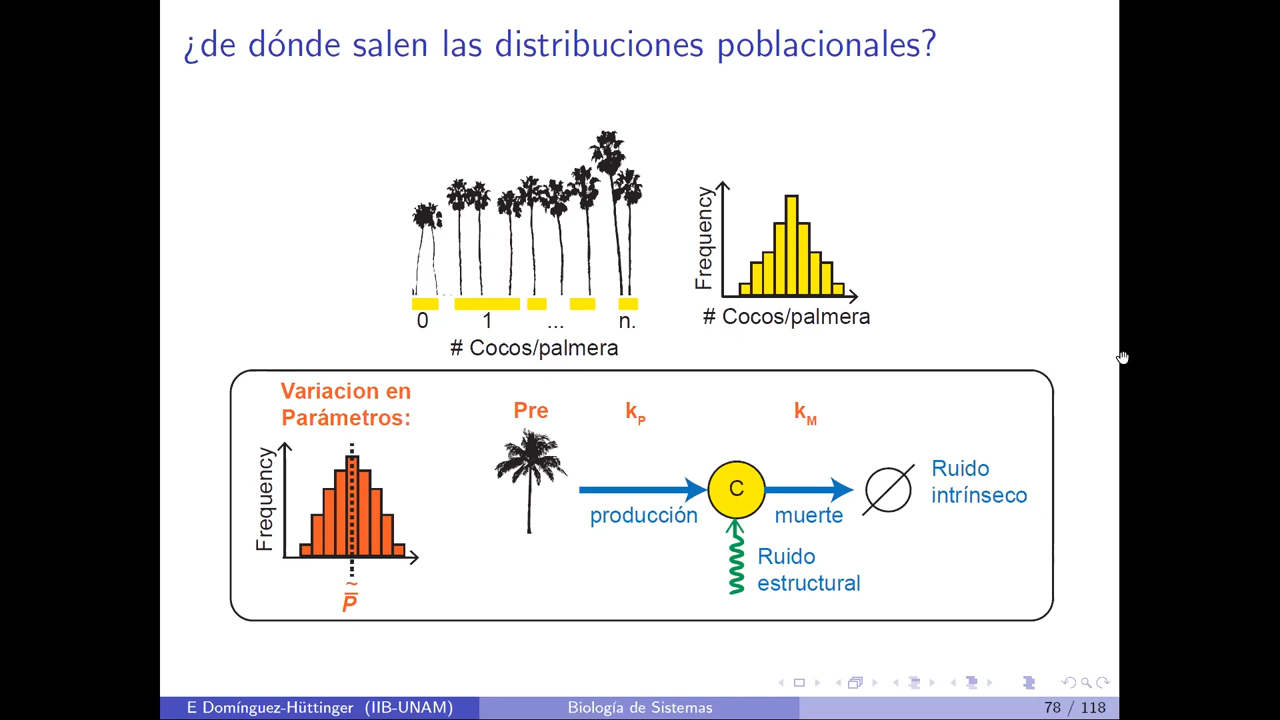 ¿de dónde salen las distribuciones poblacionales?
0 1 ... n.
# Cocos/palmera
Frequency
# Cocos/palmera
Variacion en
Parámetros:
Frequency
P
Pre
kP
kM
C
producción
muerte
Ruido
intrínseco
Ruido
estructural
E Domínguez-Hüttinger (IIB-UNAM)
Biología de Sistemas
78 / 118